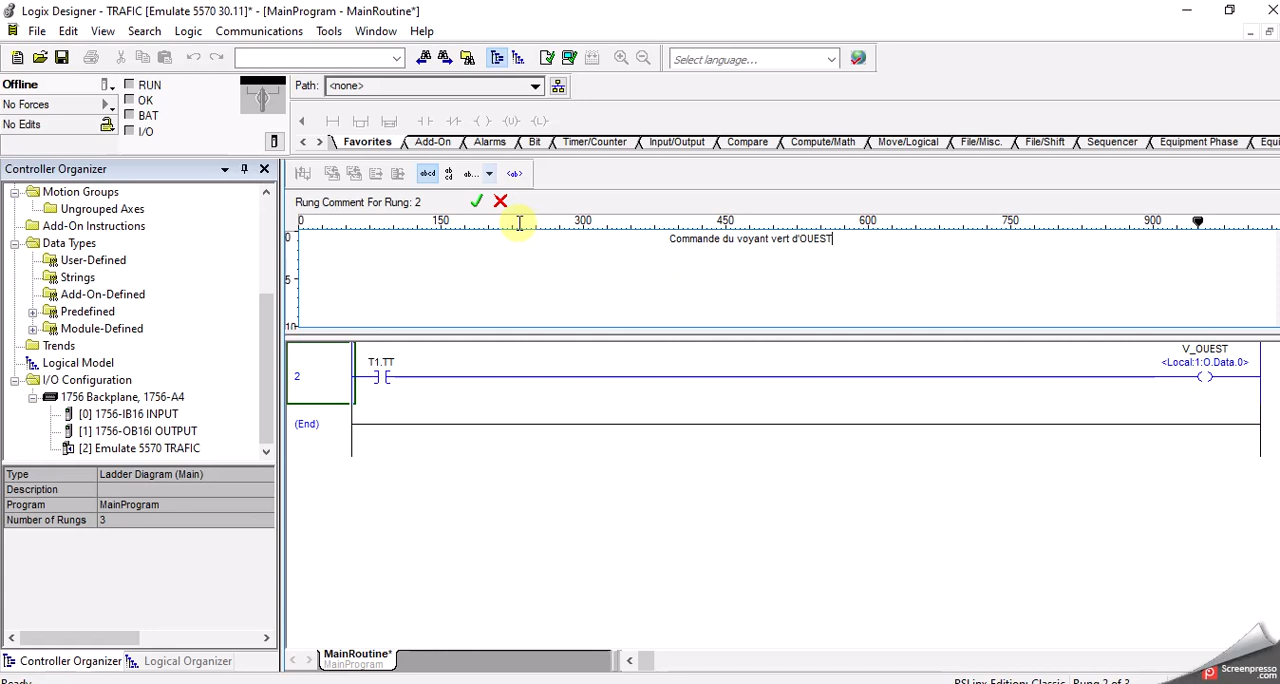 Logix Designer - TRAFIC [Emulate 5570 30.11]* - [MainProgram - MainRoutine*]
File Edit View Search Logic Communications Tools Window Help
Select language...
Offline RUN Path: <none>
No Forces OK
No Edits BAT
I/O
Favorites Add-On Alarms Bit Timer/Counter Input/Output Compare Compute/Math Move/Logical File/Misc. File/Shift Sequencer Equipment Phase Equi
Controller Organizer
Motion Groups
Ungrouped Axes
Add-On Instructions
Data Types
User-Defined
Strings
Add-On-Defined
Predefined
Module-Defined
Trends
Logical Model
I/O Configuration
1756 Backplane, 1756-A4
[0] 1756-IB16 INPUT
[1] 1756-OB16I OUTPUT
[2] Emulate 5570 TRAFIC
Type Ladder Diagram (Main)
Description
Program MainProgram
Number of Rungs 3
Controller Organizer Logical Organizer
Ready
abcd ab cd ab... <ab>
Rung Comment For Rung: 2
0 150 300 450 600 750 900
0
5
10
Commande du voyant vert d'OUEST
T1.TT
V_OUEST
<Local:1:O.Data.0>
2
(End)
MainRoutine*
MainProgram
RSLinx Edition: Classic Rung 2 of 3
Screenpresso
.com